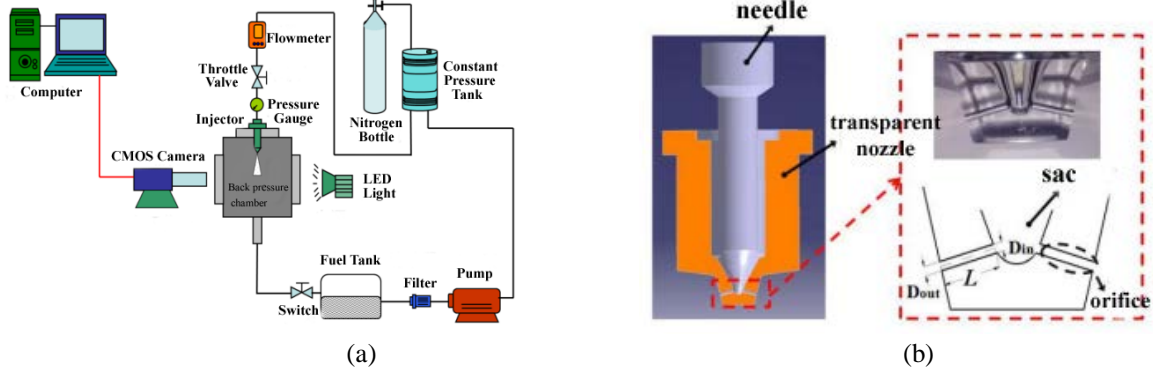 Flowmeter
Throttle
Valve
Constant
Pressure
Tank
Computer
Pressure
Gauge
Injector
Nitrogen
Bottle
CMOS Camera
LED
Light
Back pressure
chamber
Fuel Tank
Filter
Pump
Switch
(a)
needle
transparent
nozzle
sac
Din
L
Dout
orifice
(b)